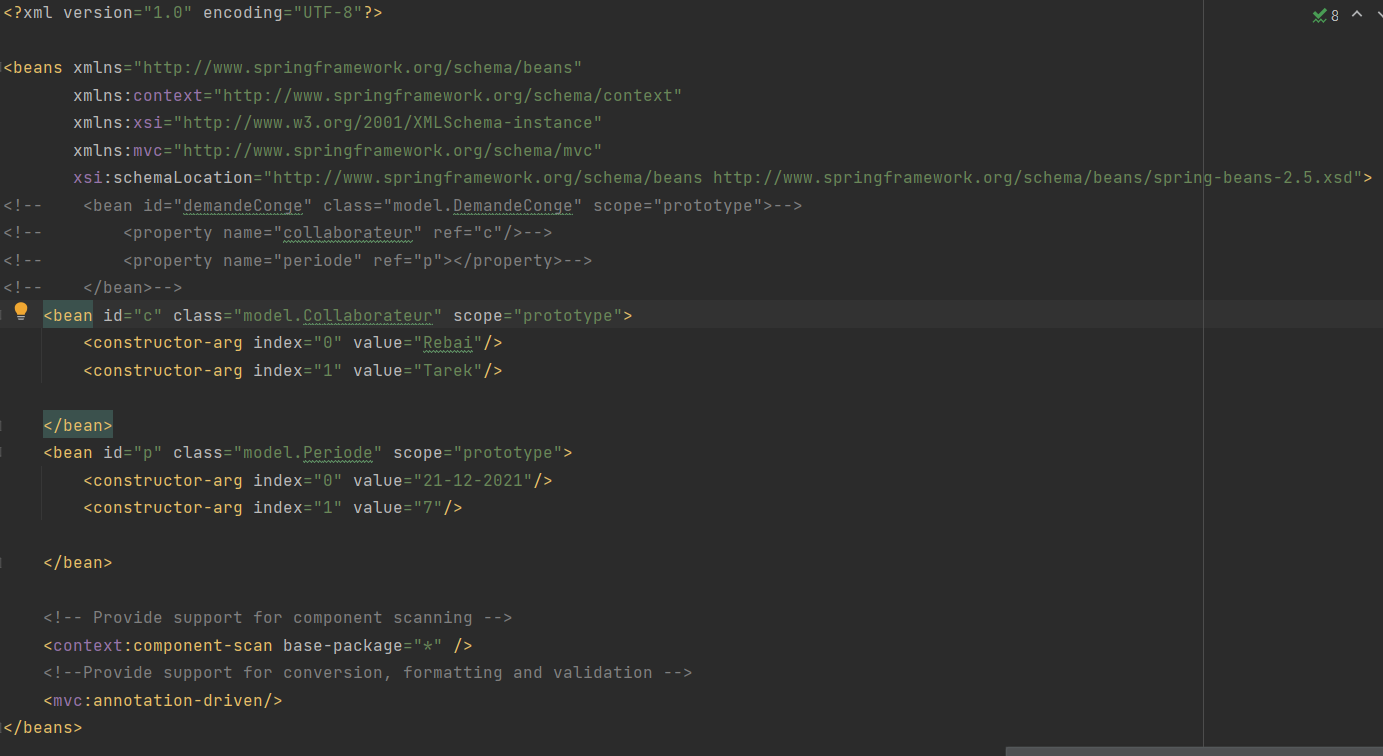 <?xml version="1.0" encoding="UTF-8"?>
8
<beans xmlns="http://www.springframework.org/schema/beans"
xmlns:context="http://www.springframework.org/schema/context"
xmlns:xsi="http://www.w3.org/2001/XMLSchema-instance"
xmlns:mvc="http://www.springframework.org/schema/mvc"
xsi:schemaLocation="http://www.springframework.org/schema/beans http://www.springframework.org/schema/beans/spring-beans-2.5.xsd">
<!--    <bean id="demandeConge" class="model.DemandeConge" scope="prototype">-->
<!--        <property name="collaborateur" ref="c"/>-->
<!--        <property name="periode" ref="p"></property>-->
<!--    </bean>-->
<bean id="c" class="model.Collaborateur" scope="prototype">
<constructor-arg index="0" value="Rebai"/>
<constructor-arg index="1" value="Tarek"/>
</bean>
<bean id="p" class="model.Periode" scope="prototype">
<constructor-arg index="0" value="21-12-2021"/>
<constructor-arg index="1" value="7"/>
</bean>
<!-- Provide support for component scanning -->
<context:component-scan base-package="*" />
<!--Provide support for conversion, formatting and validation -->
<mvc:annotation-driven/>
</beans>